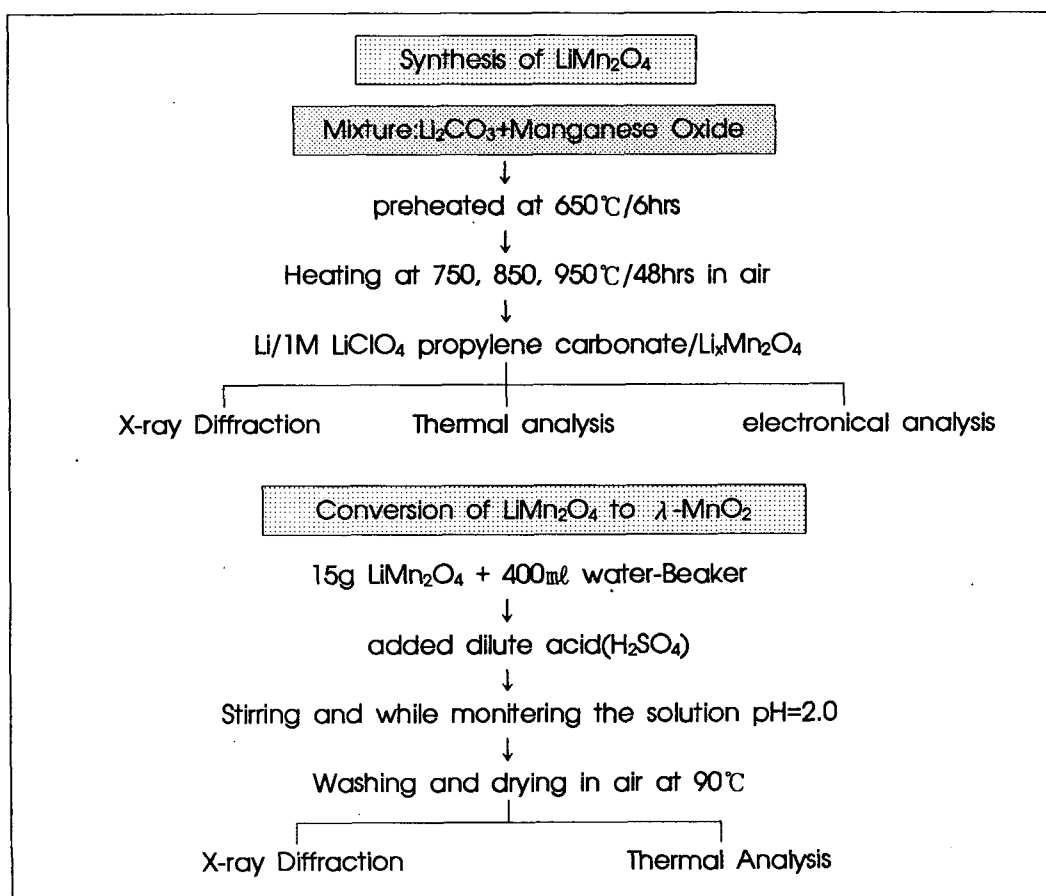 Synthesis of LiMn₂O₄
Mixture:Li₂CO₃+Manganese Oxide
↓
preheated at 650℃/6hrs
↓
Heating at 750, 850, 950℃/48hrs in air
↓
Li/1M LiClO₄ propylene carbonate/LiₓMn₂O₄
X-ray Diffraction Thermal analysis electronical analysis
Conversion of LiMn₂O₄ to λ-MnO₂
15g LiMn₂O₄ + 400㎖ water-Beaker
↓
added dilute acid(H₂SO₄)
↓
Stirring and while monitering the solution pH=2.0
↓
Washing and drying in air at 90℃
X-ray Diffraction Thermal Analysis